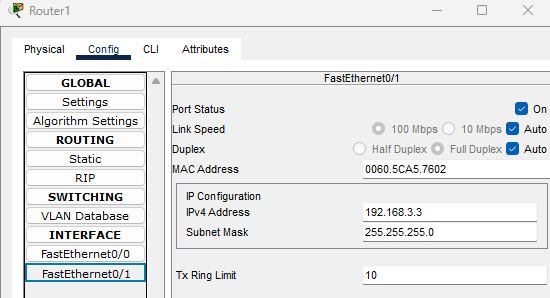 Router1
Physical Config CLI Attributes
GLOBAL
Settings
Algorithm Settings
ROUTING
Static
RIP
SWITCHING
VLAN Database
INTERFACE
FastEthernet0/0
FastEthernet0/1
FastEthernet0/1
Port Status On
Link Speed 100 Mbps 10 Mbps Auto
Duplex Half Duplex Full Duplex Auto
MAC Address 0060.5CA5.7602
IP Configuration
IPv4 Address 192.168.3.3
Subnet Mask 255.255.255.0
Tx Ring Limit 10